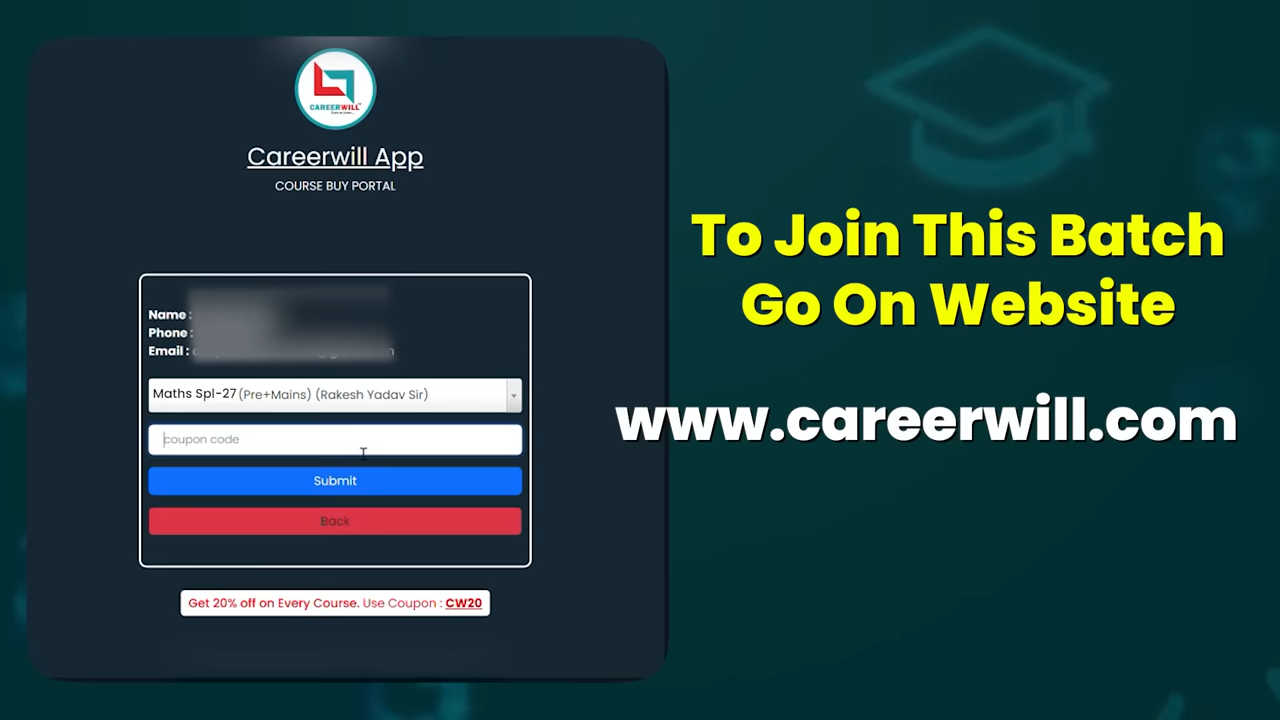 CAREERWILL
Careerwill App
COURSE BUY PORTAL
Name :
Phone :
Email :
Maths Spl-27 (Pre+Mains) (Rakesh Yadav Sir)
coupon code
Submit
Back
Get 20% off on Every Course. Use Coupon : CW20
To Join This Batch
Go On Website
www.careerwill.com